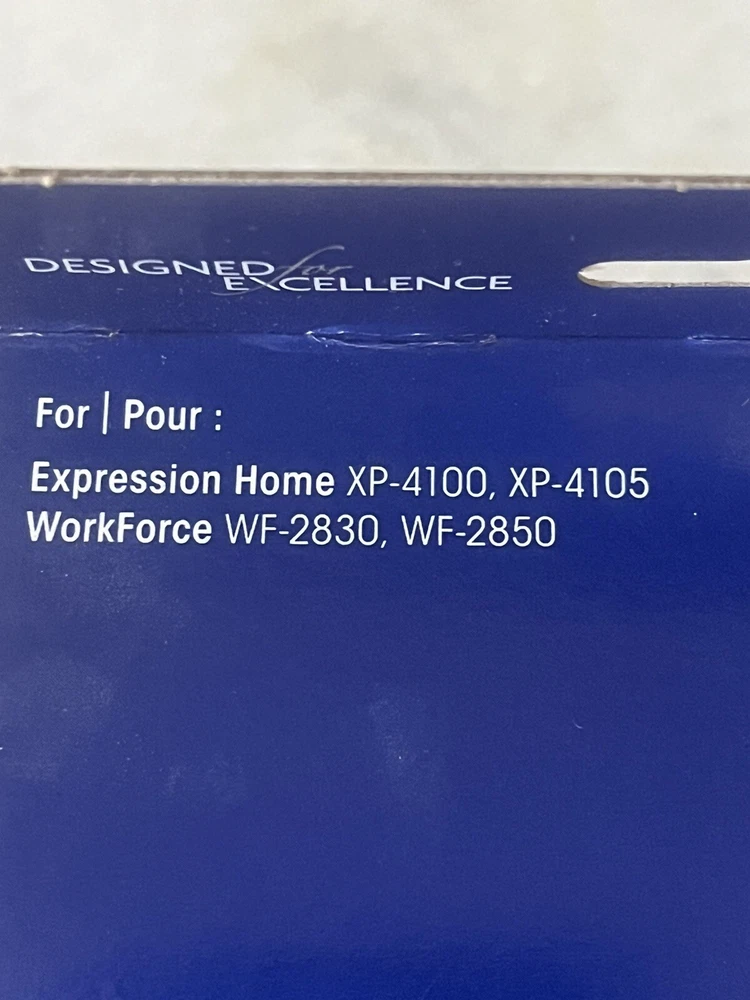 DESIGNED for
EXCELLENCE
For | Pour :
Expression Home XP-4100, XP-4105
WorkForce WF-2830, WF-2850